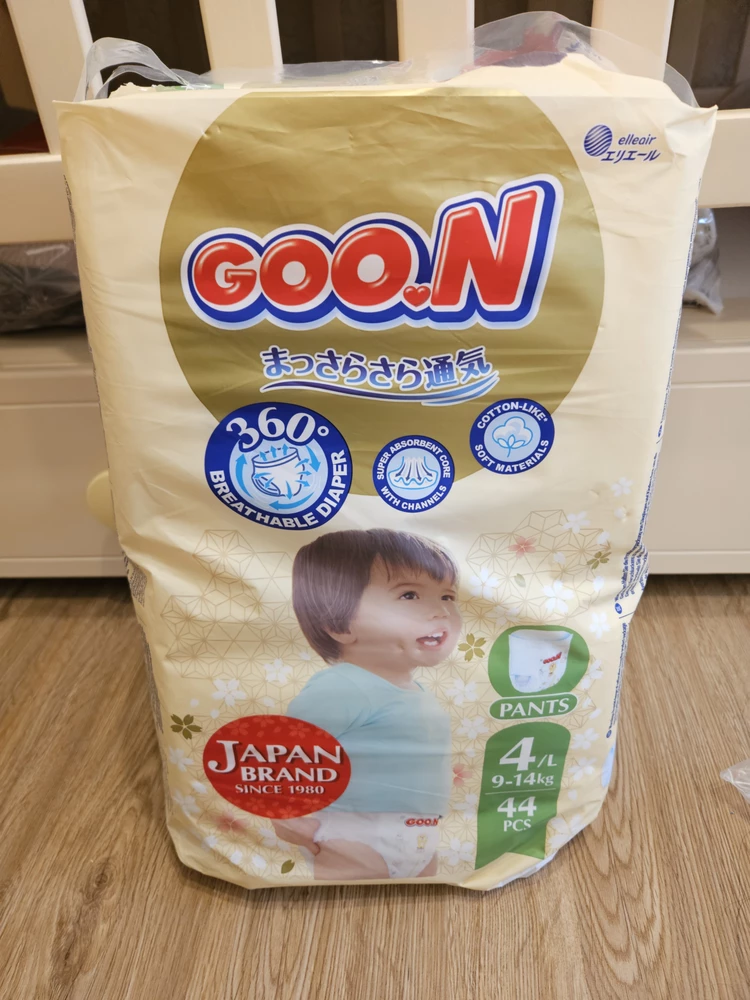 elleair
エリエール
GOO.N
まっさらさら通気
360°
BREATHABLE DIAPER
SUPER ABSORBENT CORE
WITH CHANNELS
COTTON-LIKE*
SOFT MATERIALS
PANTS
4/L
9-14kg
44
PCS
JAPAN
BRAND
SINCE 1980
GOO.N
GOO.N